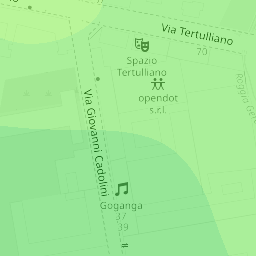 Via Tertulliano
70
Spazio
Tertulliano
opendot
s.r.l.
Via Giovanni Cadolini
Goganga
37
39